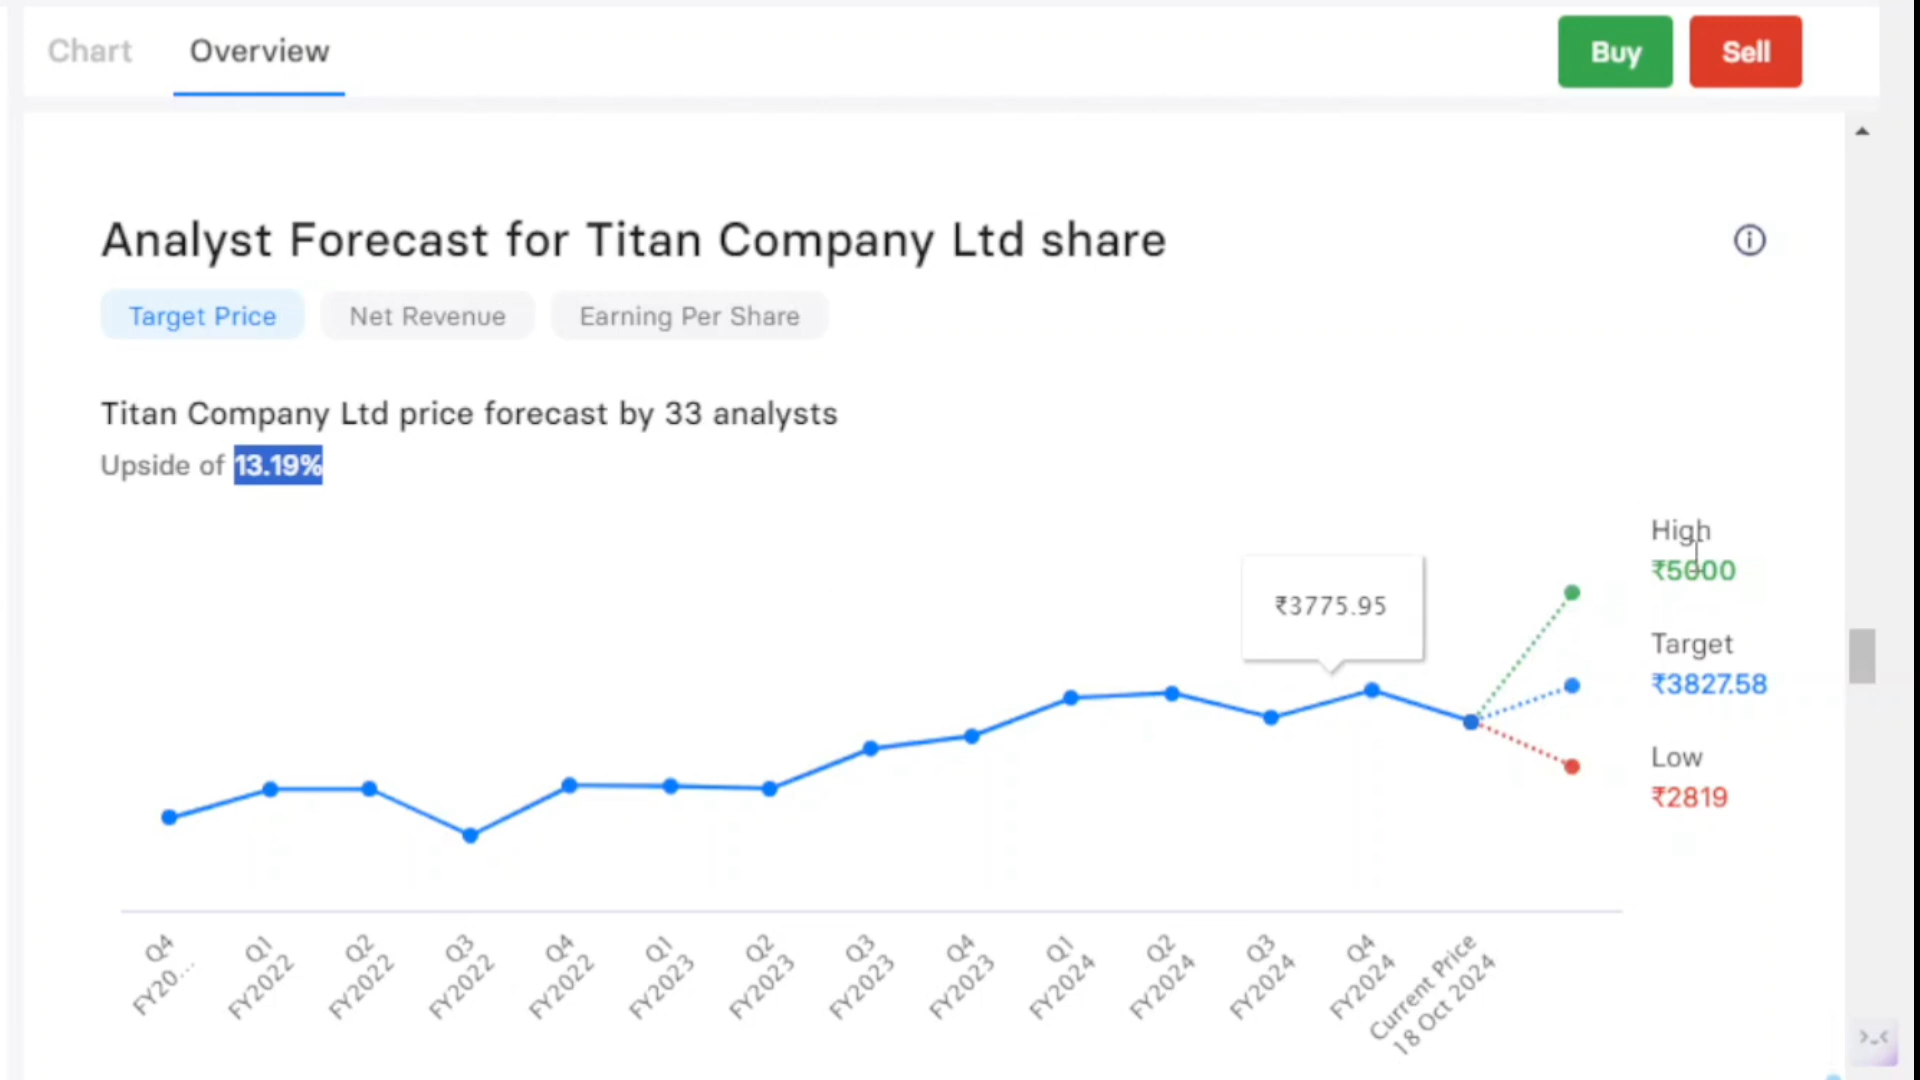 Chart Overview Buy Sell
Analyst Forecast for Titan Company Ltd share
Target Price Net Revenue Earning Per Share
Titan Company Ltd price forecast by 33 analysts
Upside of 13.19%
High
₹5000
₹3775.95
Target
₹3827.58
Low
₹2819
Q4 FY20...
Q1 FY2022
Q2 FY2022
Q3 FY2022
Q4 FY2022
Q1 FY2023
Q2 FY2023
Q3 FY2023
Q4 FY2023
Q1 FY2024
Q2 FY2024
Q3 FY2024
Q4 FY2024
Current Price
18 Oct 2024